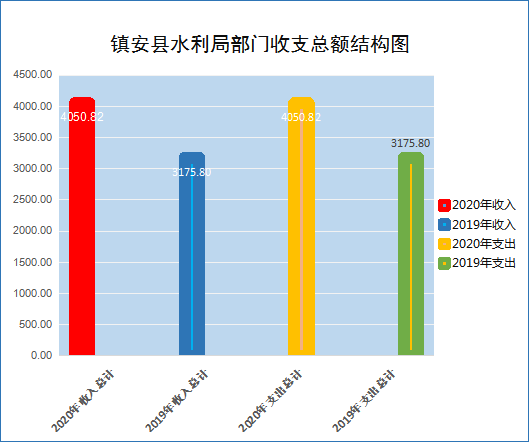 镇安县水利局部门收支总额结构图
4500.00
4000.00
3500.00
3000.00
2500.00
2000.00
1500.00
1000.00
500.00
0.00
4050.82
3175.80
4050.82
3175.80
2020年收入
2019年收入
2020年支出
2019年支出
2020年收入总计
2019年收入总计
2020年支出总计
2019年支出总计